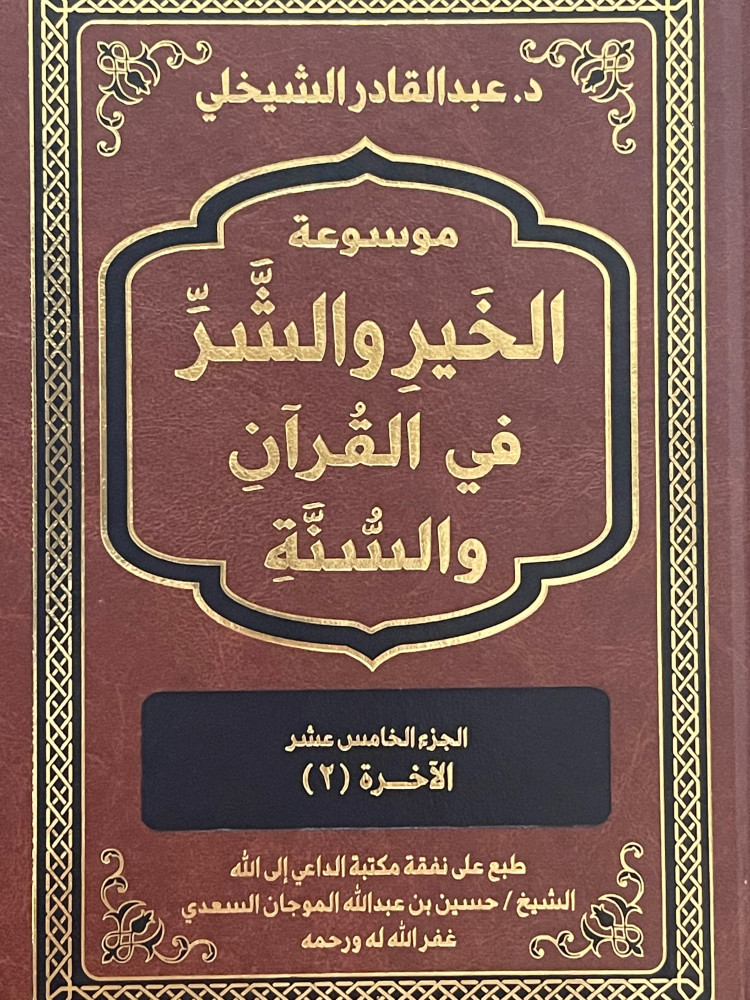 د. عبدالقادر الشيخلي
موسوعة
الخَيرِ والشَّرِّ
في القُرآنِ
والسُّنَّةِ
الجزء الخامس عشر
الآخــرة (٢)
طبع على نفقة مكتبة الداعي إلى الله
الشيخ / حسين بن عبدالله الموجان السعدي
غفر الله له ورحمه